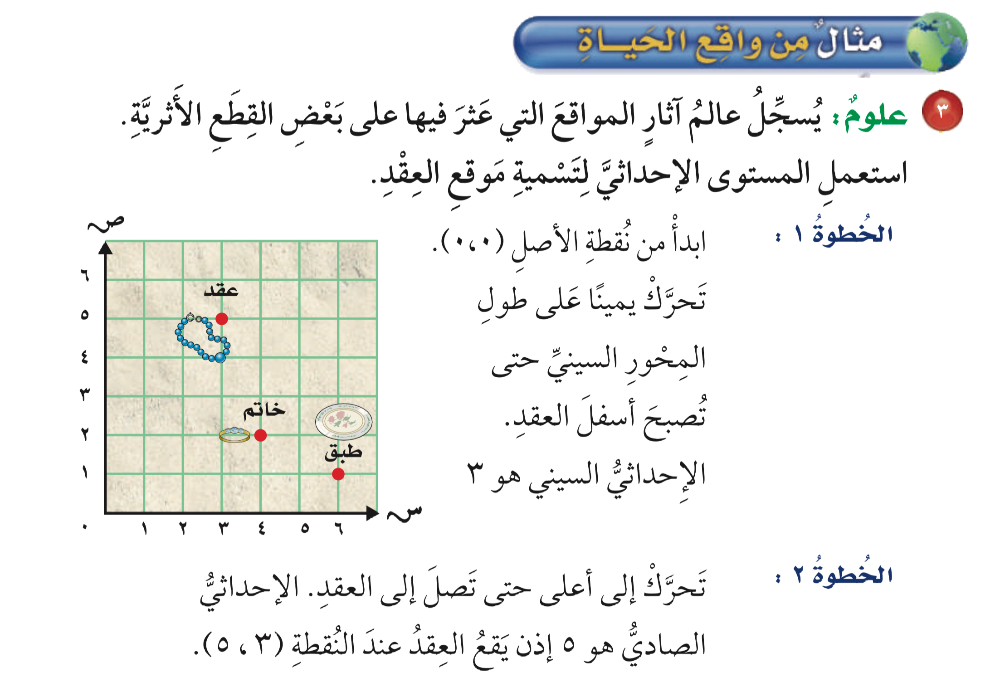 مثالٌ مِن واقِعِ الحَيــاةِ
٣ علومٌ: يُسجِّلُ عالمُ آثارٍ المواقعَ التي عَثرَ فيها على بَعْضِ القِطَعِ الأَثريَّةِ.
استعملِ المستوى الإحداثيَّ لِتَسْميةِ مَوقعِ العِقْدِ.
الخُطوةُ ١ : ابدأْ من نُقطةِ الأصلِ (٠،٠).
تَحرَّكْ يمينًا عَلى طولِ
المِحْورِ السينيِّ حتى
تُصبحَ أسفلَ العقدِ.
الإِحداثيُّ السيني هو ٣
ص
٦
٥
٤
٣
٢
١
٠ ١ ٢ ٣ ٤ ٥ ٦
س
عقد
خاتم
طبق
الخُطوةُ ٢ : تَحرَّكْ إلى أعلى حتى تَصلَ إلى العقدِ. الإحداثيُّ
الصاديُّ هو ٥ إذن يَقعُ العِقدُ عندَ النُقطةِ (٣ ، ٥).